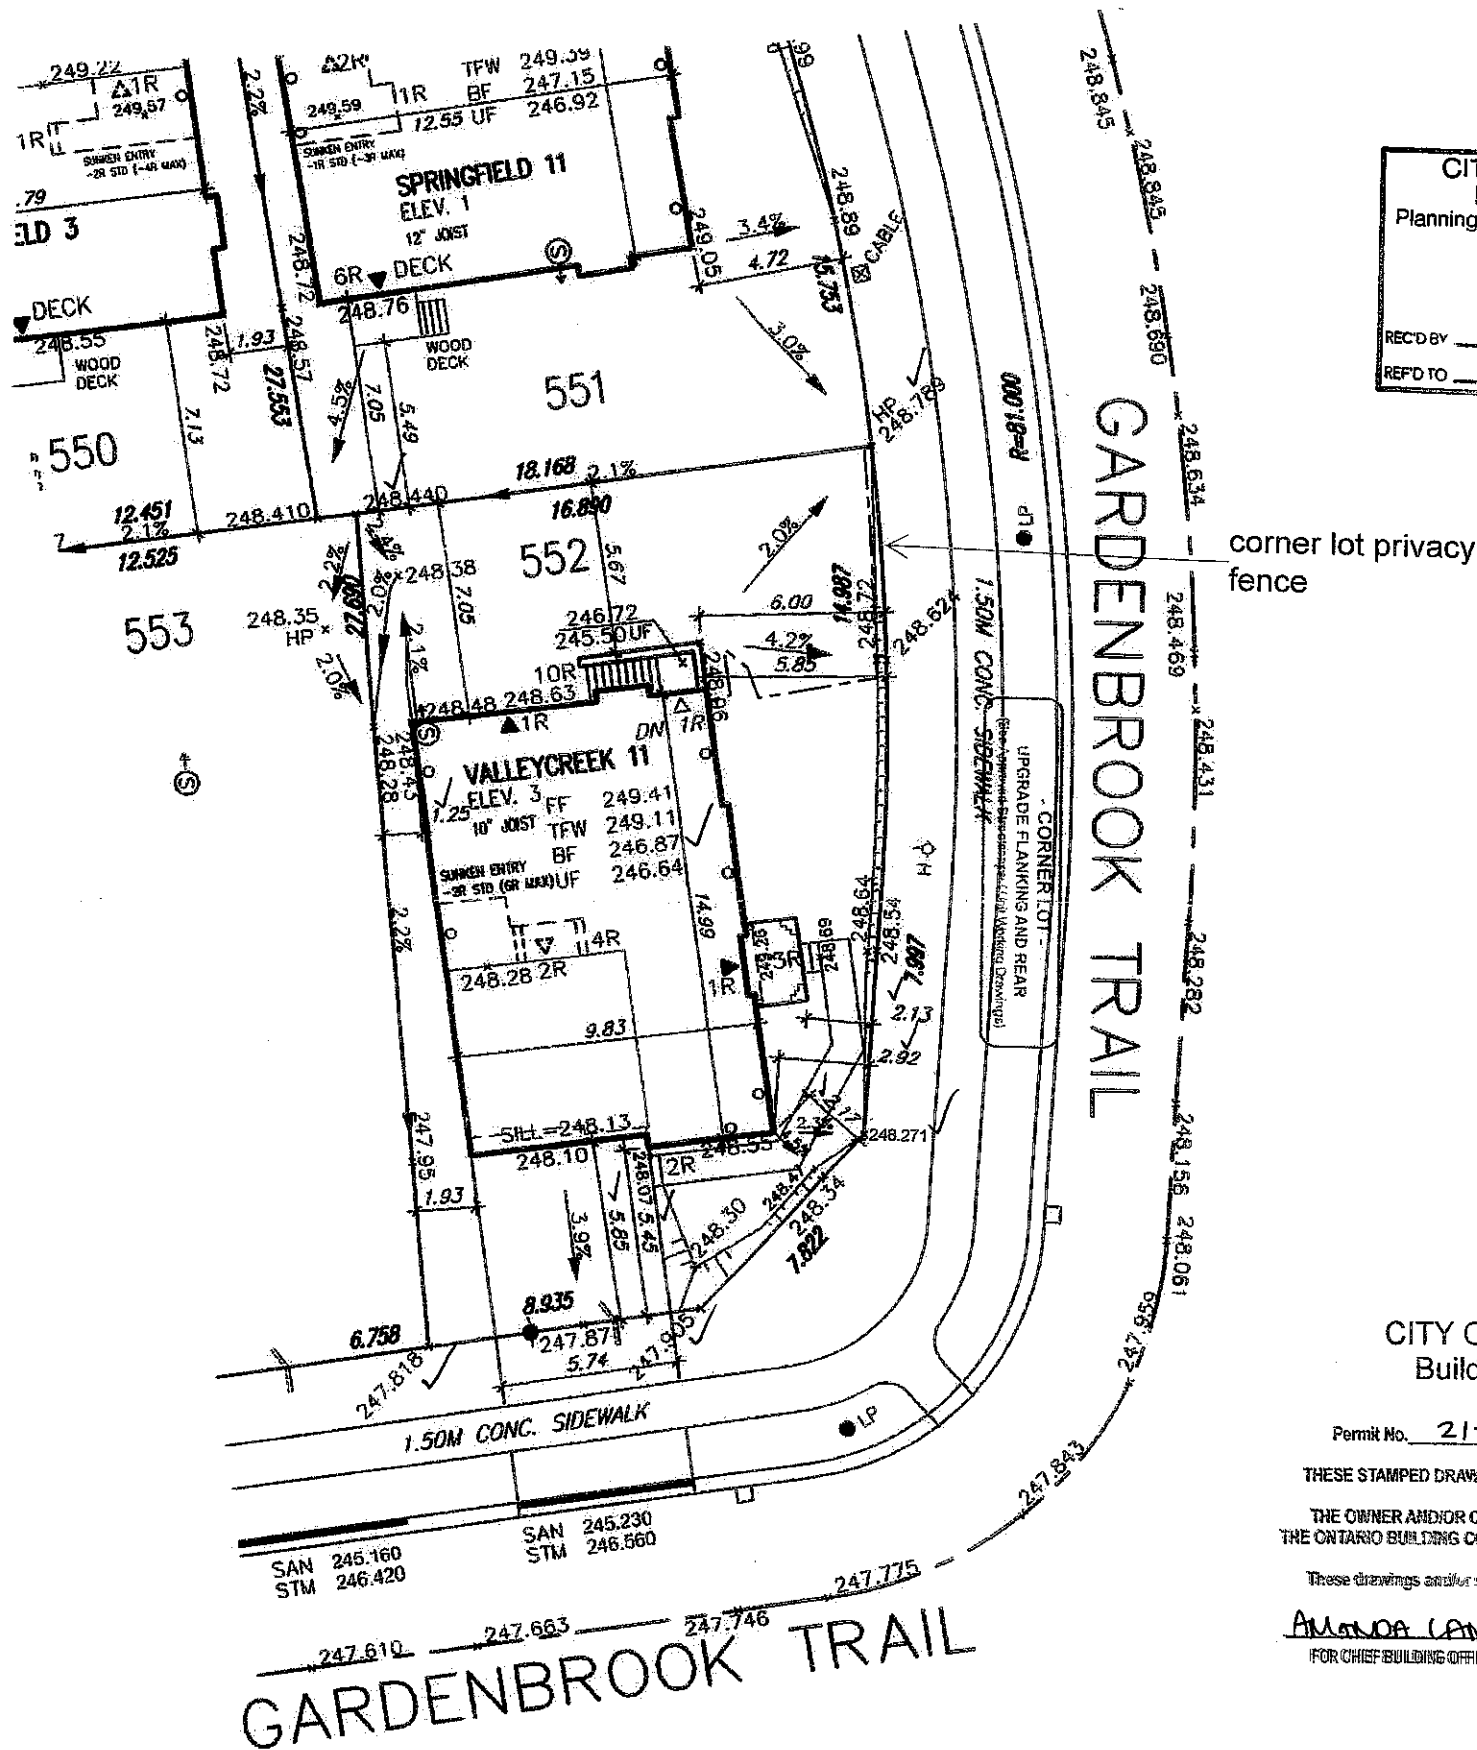 249.22
△1R
249.57
1R
SUNKEN ENTRY
-2R STD (-4R MAX)
.79
ELD 3
DECK
248.55
WOOD
DECK
550
7.13
12.451
2.1%
12.525
248.410
2.2%
248.72
1.93
248.57
27.553
△2R
249.59
1R
12.55
TFW 249.39
BF 247.15
UF 246.92
SUNKEN ENTRY
-1R STD (-3R MAX)
SPRINGFIELD 11
ELEV. 1
12" JOIST
6R
DECK
248.72
248.76
WOOD
DECK
S
249.05
3.4%
4.72
248.89
15.753
CABLE
3.0%
4.5%
7.05
5.49
551
HP
248.789
R=81.000
18.168
2.1%
248.440
16.890
552
5.67
2.0%
248.38
7.05
27.690
2.2%
2.0%
2.1%
553
248.35
HP
2.0%
S
246.72
245.50 UF
10R
6.00
4.2%
5.85
14.987
248.72
248.624
248.96
248.48
248.63
1R
DN 1R
S
VALLEYCREEK 11
ELEV. 3
10" JOIST
FF 249.41
TFW 249.11
BF 246.87
UF 246.64
SUNKEN ENTRY
-3R STD (6R MAX)
1.25
248.43
248.28
2.2%
4R
248.28 2R
14.99
9.83
1R
3R
248.69
248.64
248.54
7.997
2.13
2.92
248.271
SILL=248.13
248.10
248.55
2R
248.07
5.45
5.85
3.9%
247.95
1.93
248.30
248.34
7.822
8.935
6.758
247.87
5.74
247.905
247.818
1.50M CONC. SIDEWALK
LP
H
LP
1.50M CONC. SIDEWALK
- CORNER LOT -
UPGRADE FLANKING AND REAR
corner lot privacy
fence
GARDENBROOK TRAIL
248.845
248.845
248.690
248.634
248.469
248.431
248.282
248.156
248.061
247.959
247.843
247.775
247.746
247.663
247.610
SAN 245.160
STM 246.420
SAN 245.230
STM 246.560
GARDENBROOK TRAIL
CIT
Planning
REC'D BY
REF'D TO
CITY O
Build
Permit No. 21-
THESE STAMPED DRAW
THE OWNER AND/OR C
THE ONTARIO BUILDING CO
These drawings and/or s
AMANDA
FOR CHIEF BUILDING OFFI